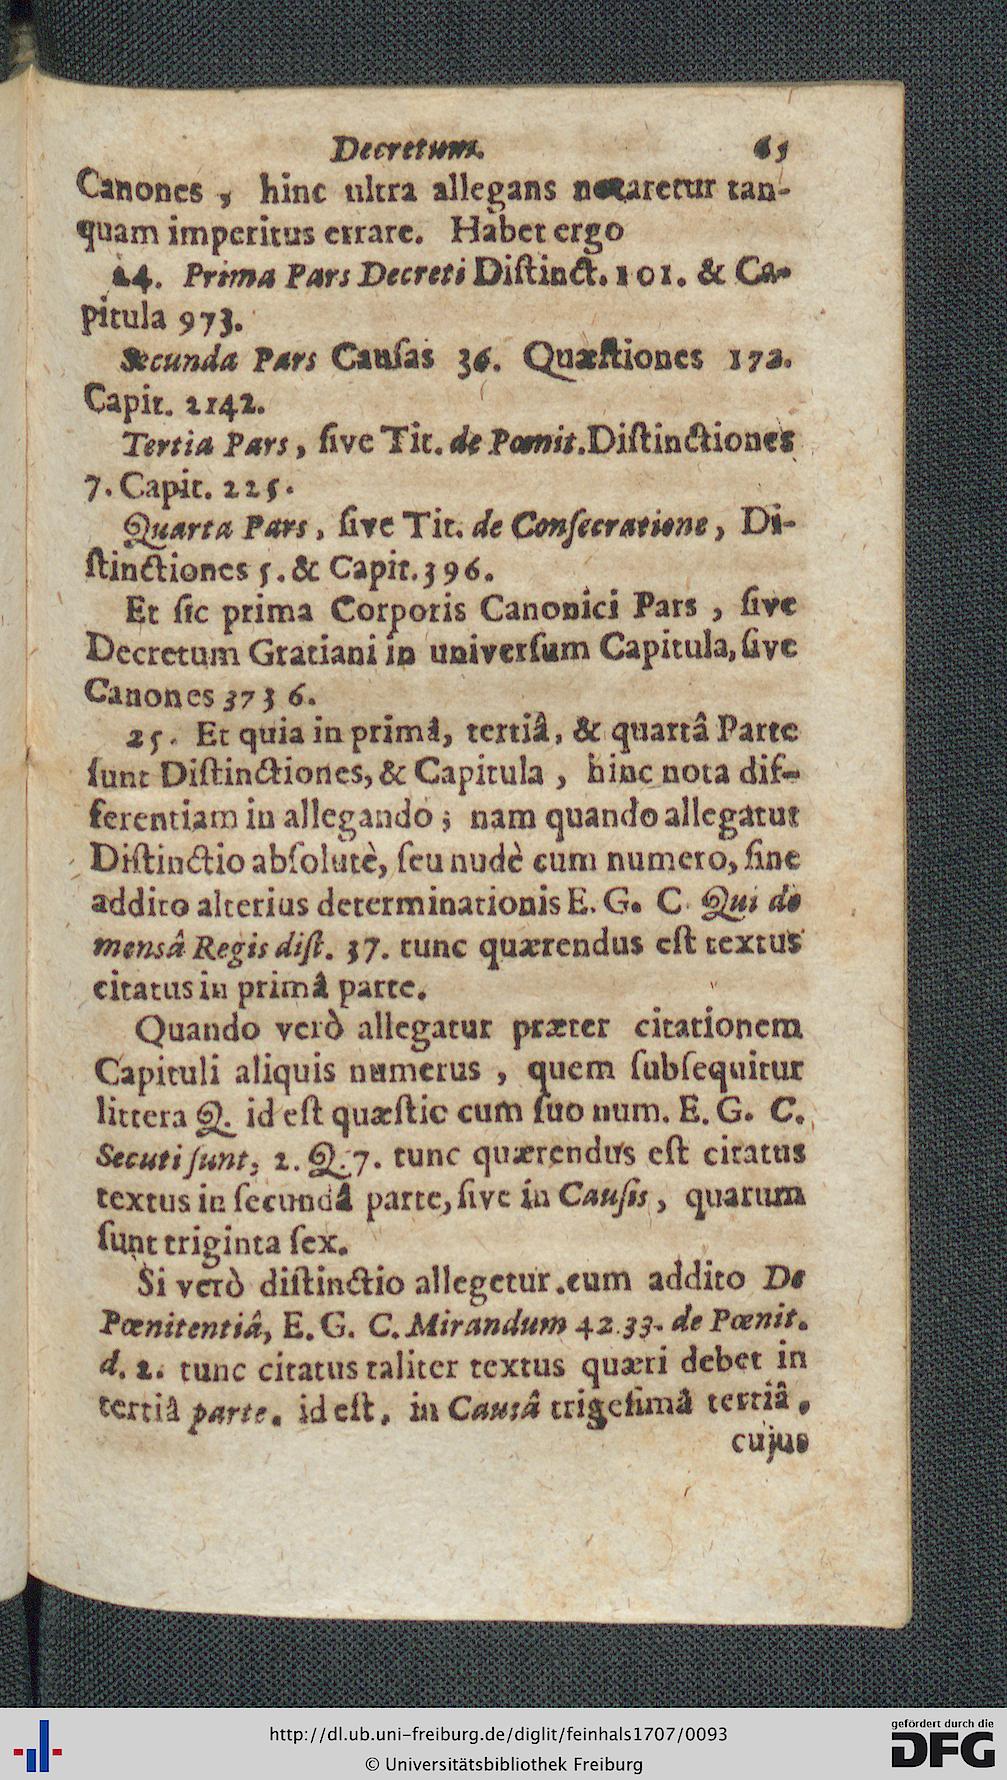 Decretum. 65
Canones , hinc ultra allegans notaretur tan-
quam imperitus errare. Habet ergo
24. Prima Pars Decreti Diſtinct. 101. & Ca-
pitula 973.
Secunda Pars Cauſas 36. Quæſtiones 172.
Capit. 2142.
Tertia Pars, ſive Tit. de Pœnit. Diſtinctiones
7. Capit. 225.
Quarta Pars, ſive Tit. de Conſecratione, Di-
ſtinctiones 5. & Capit. 396.
Et ſic prima Corporis Canonici Pars , ſive
Decretum Gratiani in univerſum Capitula, ſive
Canones 3736.
25. Et quia in primâ, tertiâ, & quartâ Parte
ſunt Diſtinctiones, & Capitula , hinc nota dif-
ferentiam in allegando; nam quando allegatur
Diſtinctio abſolutè, ſeu nudè cum numero, ſine
addito alterius determinationis E. G. C. Qui de
mensâ Regis diſt. 37. tunc quærendus eſt textus
citatus in primâ parte.
Quando verò allegatur præter citationem
Capituli aliquis numerus , quem ſubſequitur
littera Q. id eſt quæſtio cum ſuo num. E. G. C.
Secuti ſunt, 2. Q. 7. tunc quærendus eſt citatus
textus in ſecundâ parte, ſive in Cauſis, quarum
ſunt triginta ſex.
Si verò diſtinctio allegetur. cum addito De
Pœnitentiâ, E. G. C. Mirandum 42. 33. de Pœnit.
d. 2. tunc citatus taliter textus quæri debet in
tertiâ parte. id eſt, in Cauſâ trigeſimâ tertiâ,
cujus
http://dl.ub.uni-freiburg.de/diglit/feinhals1707/0093
© Universitätsbibliothek Freiburg
gefördert durch die
DFG